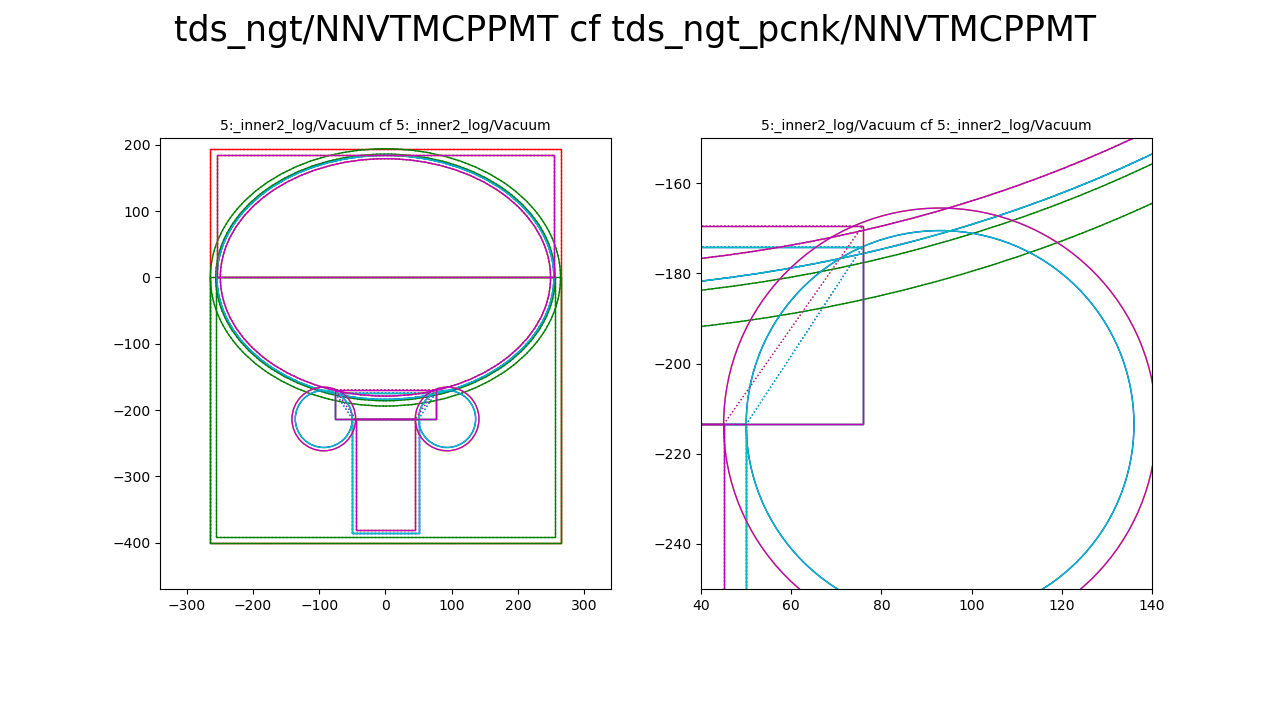 tds_ngt/NNVTMCPPMT cf tds_ngt_pcnk/NNVTMCPPMT
5:_inner2_log/Vacuum cf 5:_inner2_log/Vacuum
200
100
0
−100
−200
−300
−400
−300 −200 −100 0 100 200 300
5:_inner2_log/Vacuum cf 5:_inner2_log/Vacuum
−160
−180
−200
−220
−240
40 60 80 100 120 140